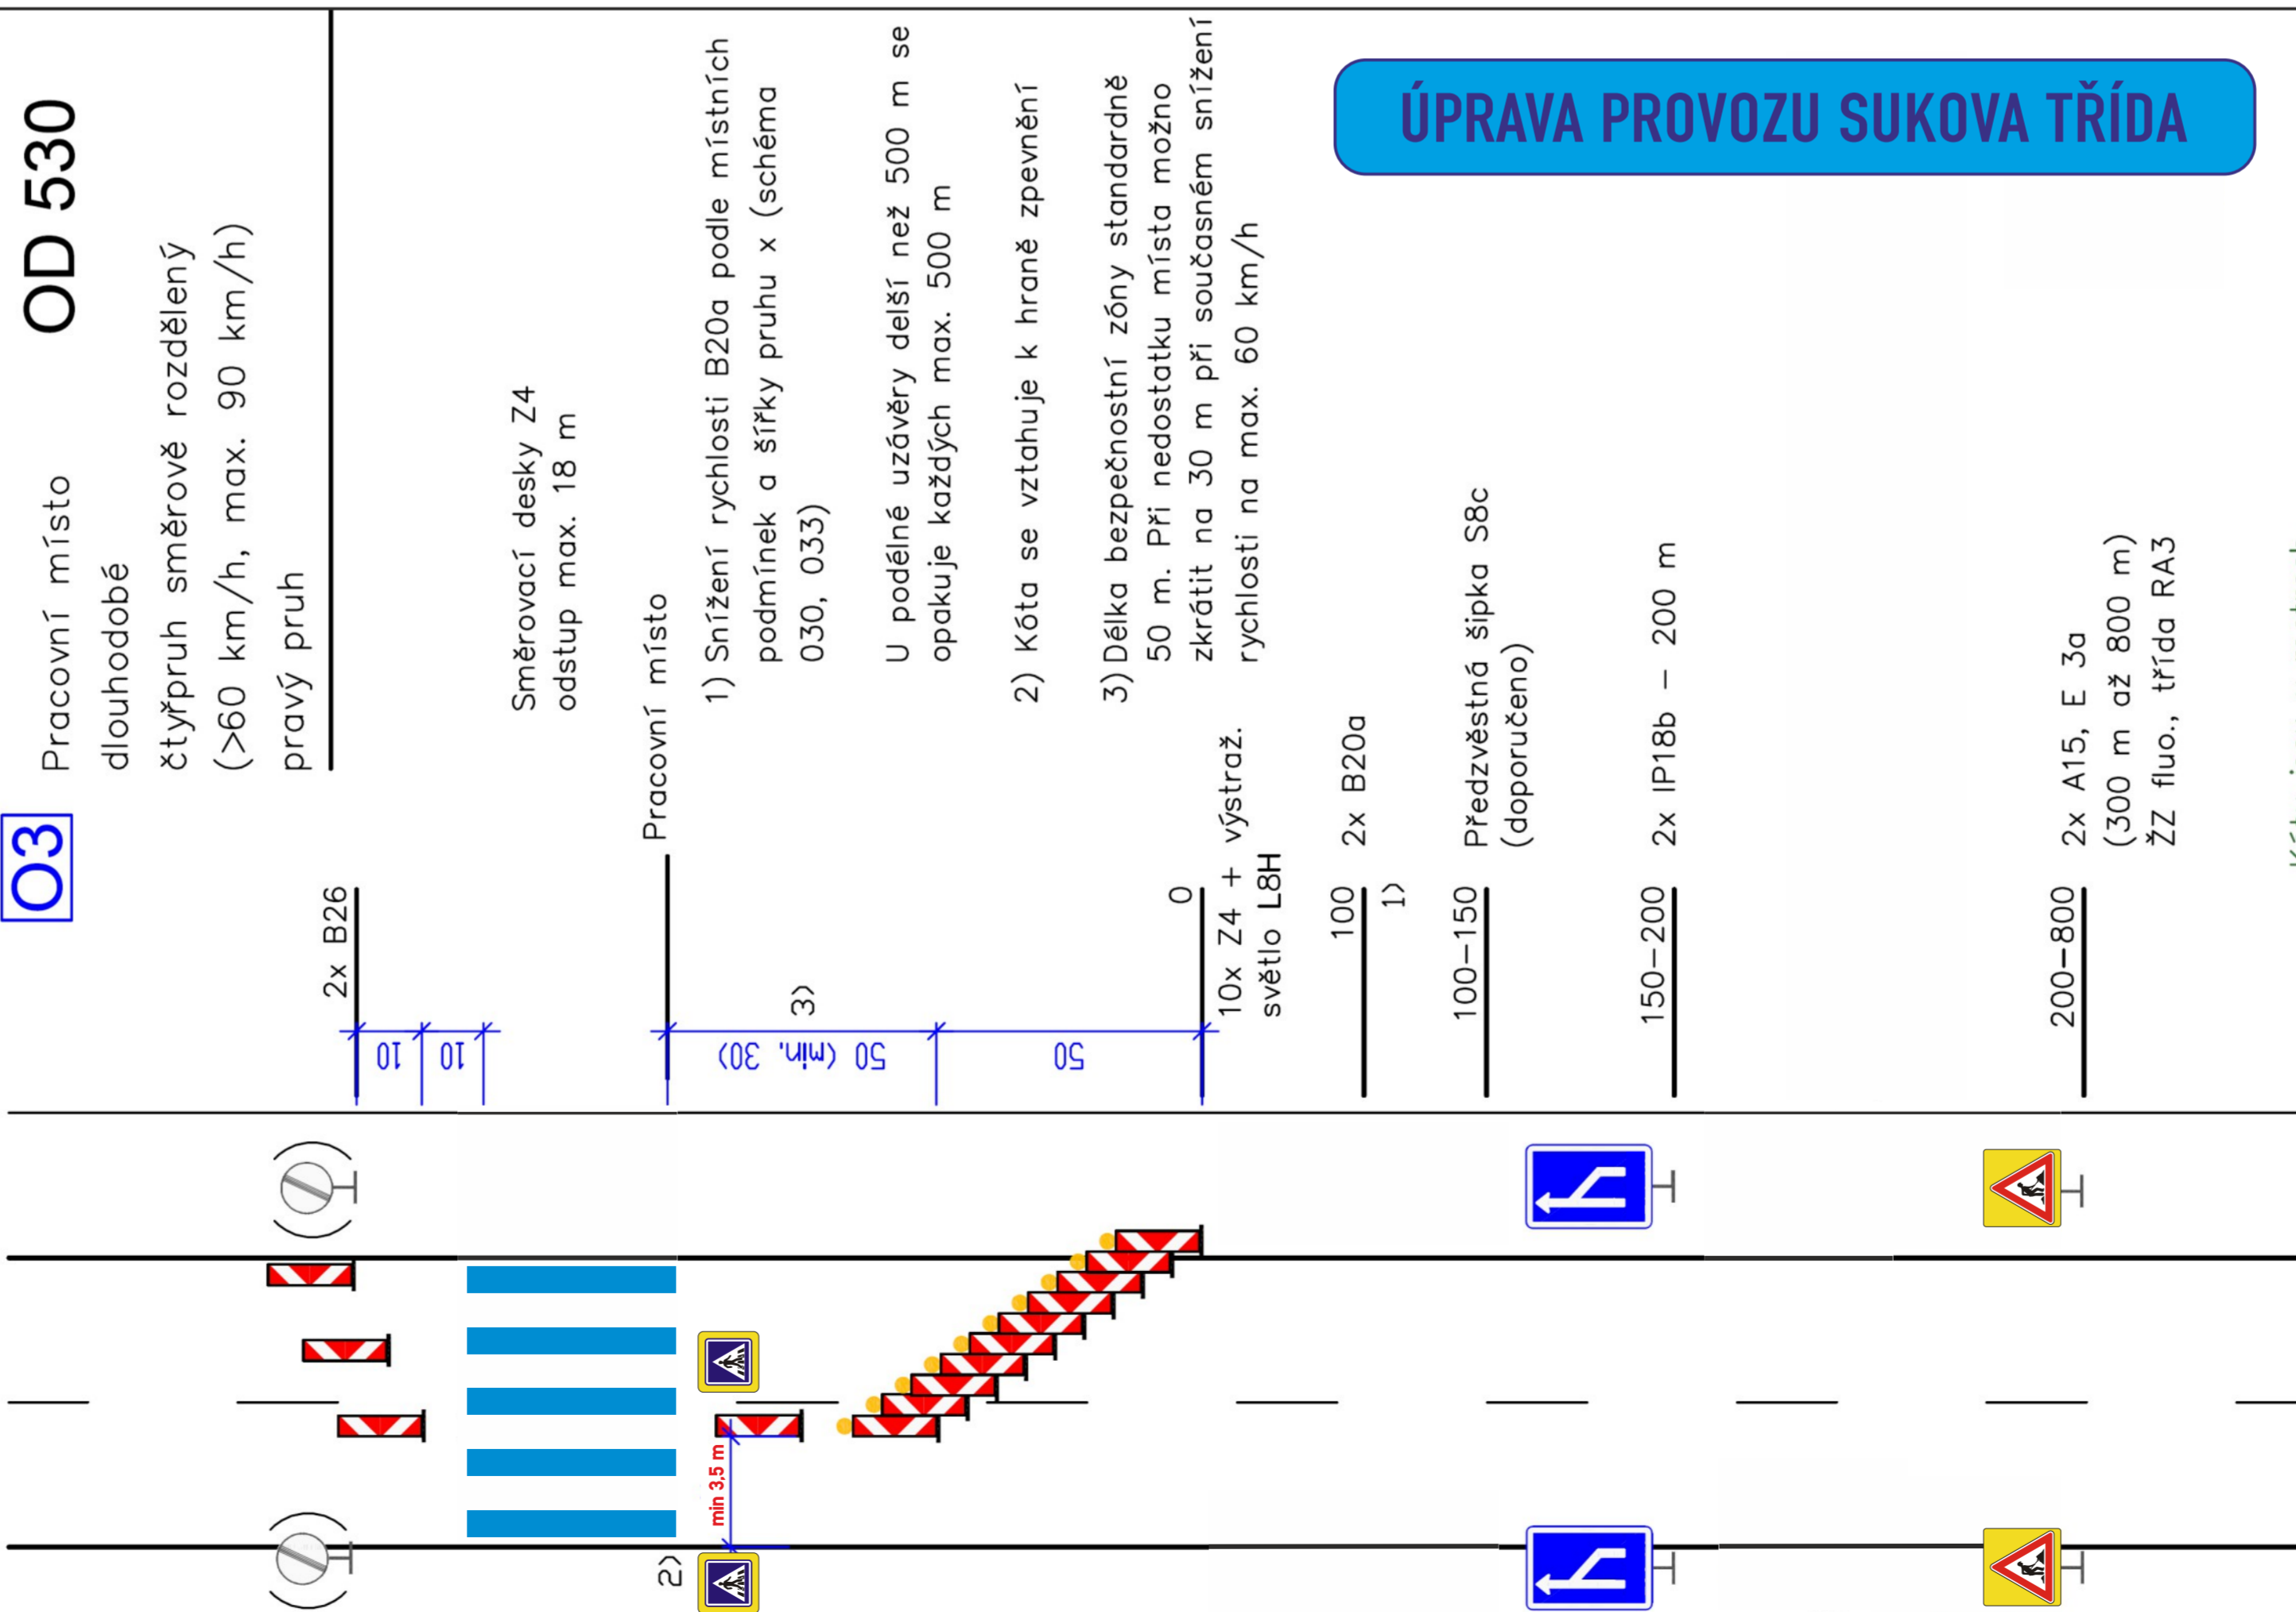 O3
Pracovní místo
OD 530
dlouhodobé
čtyřpruh směrově rozdělený
(>60 km/h, max. 90 km/h)
pravý pruh
2x B26
10
10
Směrovací desky Z4
odstup max. 18 m
Pracovní místo
1) Snížení rychlosti B20a podle místních
podmínek a šířky pruhu x (schéma
030, 033)
U podélné uzávěry delší než 500 m se
opakuje každých max. 500 m
2) Kóta se vztahuje k hraně zpevnění
3) Délka bezpečnostní zóny standardně
50 m. Při nedostatku místa možno
zkrátit na 30 m při současném snížení
rychlosti na max. 60 km/h
50 (min. 30)
3)
50
0
10x Z4 + výstraž.
světlo L8H
100
2x B20a
1)
100-150
Předzvěstná šipka S8c
(doporučeno)
150-200
2x IP18b - 200 m
200-800
2x A15, E 3a
(300 m až 800 m)
ŽZ fluo., třída RA3
2)
min 3,5 m
ÚPRAVA PROVOZU SUKOVA TŘÍDA